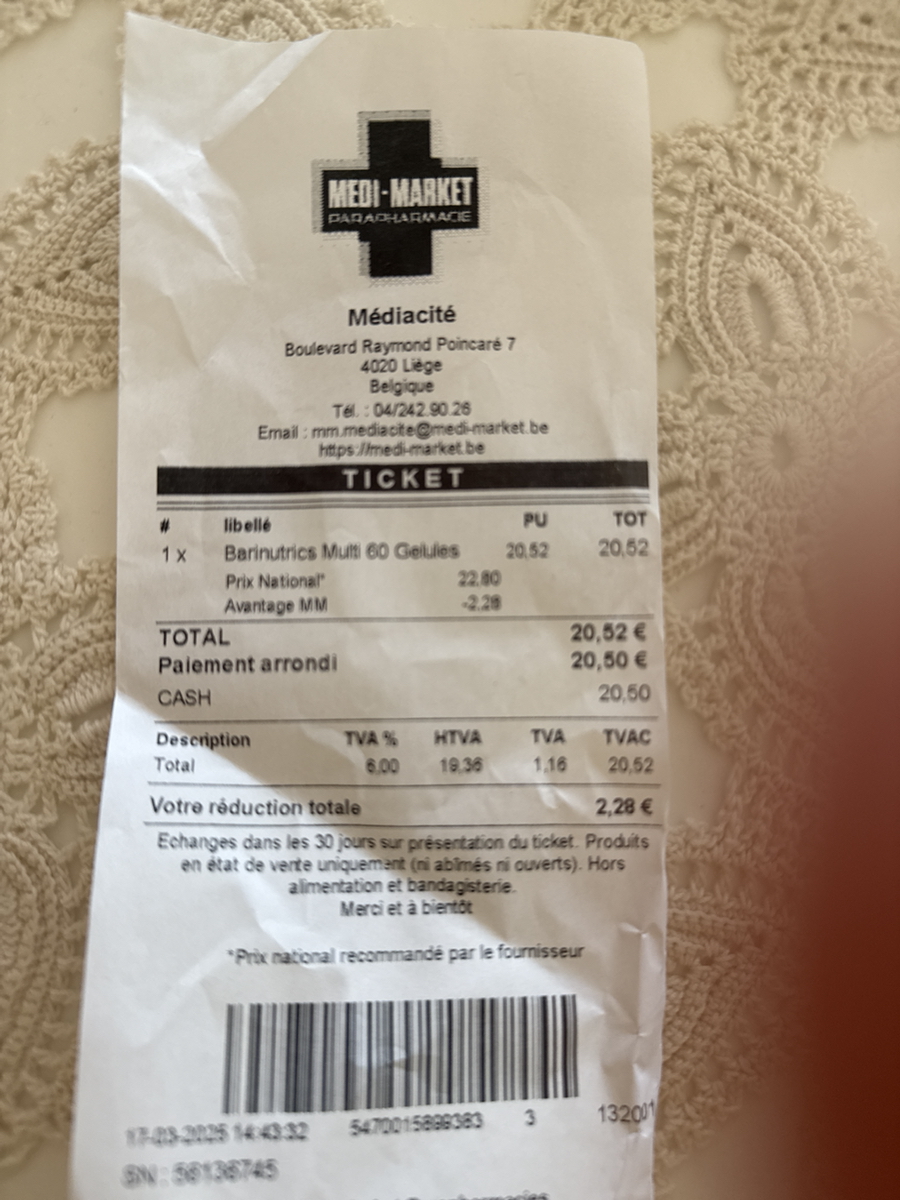 MEDI-MARKET
PARAPHARMACIE
Médiacité
Boulevard Raymond Poincaré 7
4020 Liège
Belgique
Tél. : 04/242.90.26
Email : mm.mediacite@medi-market.be
https://medi-market.be
TICKET
# libellé PU TOT
1 x Barinutrics Multi 60 Gelules 20,52 20,52
Prix National* 22,80
Avantage MM -2,28
TOTAL 20,52 €
Paiement arrondi 20,50 €
CASH 20,50
Description TVA % HTVA TVA TVAC
Total 6,00 19,36 1,16 20,52
Votre réduction totale 2,28 €
Echanges dans les 30 jours sur présentation du ticket. Produits
en état de vente uniquement (ni abîmés ni ouverts). Hors
alimentation et bandagisterie.
Merci et à bientôt
*Prix national recommandé par le fournisseur
17-03-2025 14:43:32 5470015899383 3 132001
SN : 56136745